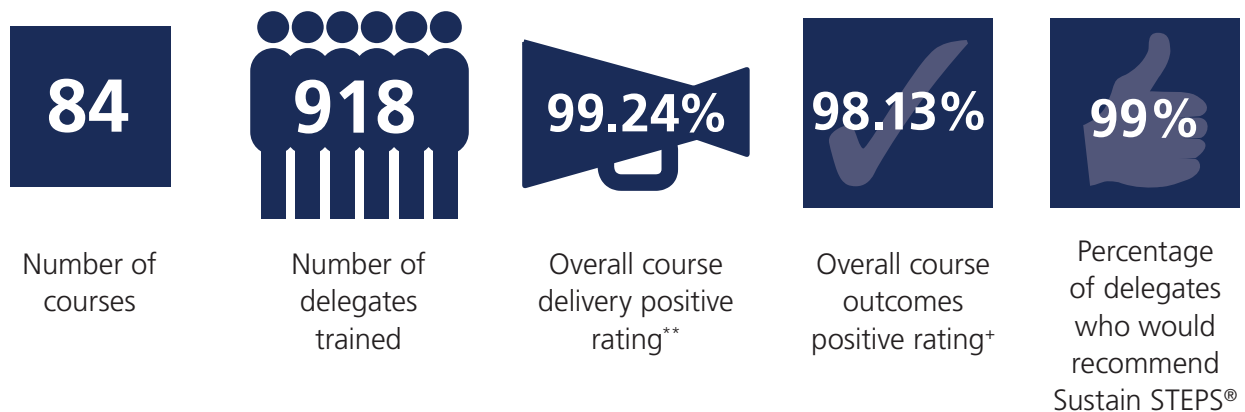 84
Number of
courses
918
Number of
delegates
trained
99.24%
Overall course
delivery positive
rating**
98.13%
Overall course
outcomes
positive rating+
99%
Percentage
of delegates
who would
recommend
Sustain STEPS®